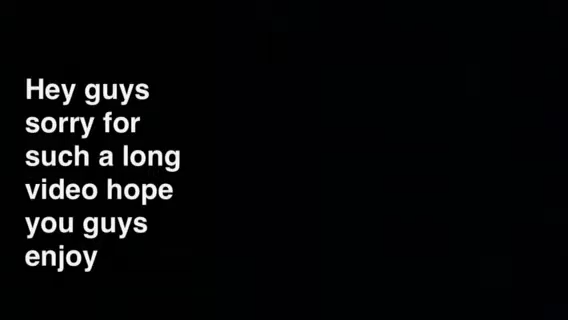 Hey guys
sorry for
such a long
video hope
you guys
enjoy